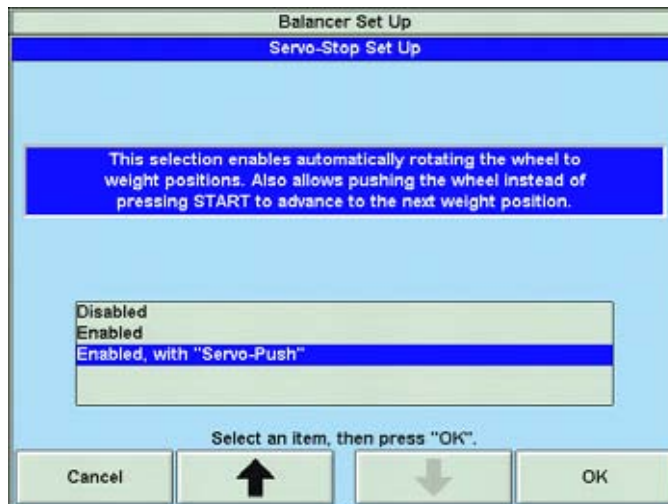 Balancer Set Up
Servo-Stop Set Up
This selection enables automatically rotating the wheel to
weight positions. Also allows pushing the wheel instead of
pressing START to advance to the next weight position.
Disabled
Enabled
Enabled, with "Servo-Push"
Select an item, then press "OK".
Cancel
OK